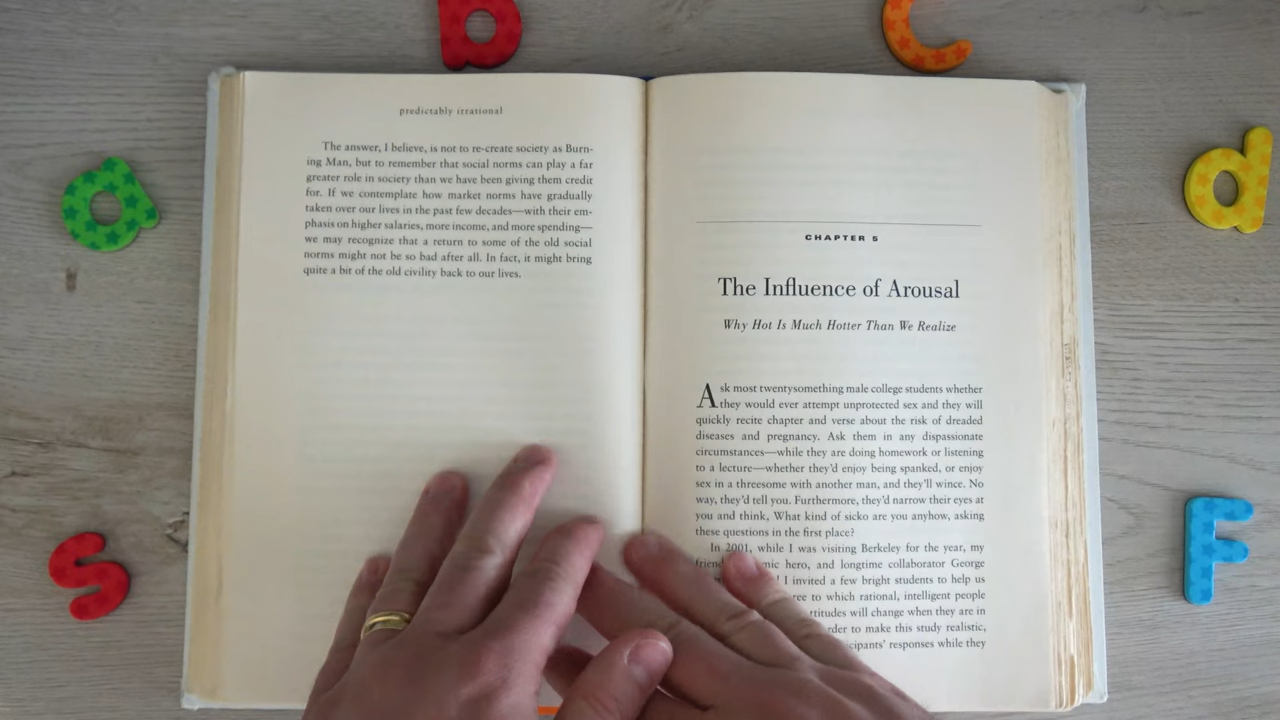 b
c
a
d
s
F
predictably irrational
The answer, I believe, is not to re-create society as Burn-
ing Man, but to remember that social norms can play a far
greater role in society than we have been giving them credit
for. If we contemplate how market norms have gradually
taken over our lives in the past few decades—with their em-
phasis on higher salaries, more income, and more spending—
we may recognize that a return to some of the old social
norms might not be so bad after all. In fact, it might bring
quite a bit of the old civility back to our lives.
CHAPTER 5
The Influence of Arousal
Why Hot Is Much Hotter Than We Realize
Ask most twentysomething male college students whether
they would ever attempt unprotected sex and they will
quickly recite chapter and verse about the risk of dreaded
diseases and pregnancy. Ask them in any dispassionate
circumstances—while they are doing homework or listening
to a lecture—whether they'd enjoy being spanked, or enjoy
sex in a threesome with another man, and they'll wince. No
way, they'd tell you. Furthermore, they'd narrow their eyes at
you and think, What kind of sicko are you anyhow, asking
these questions in the first place?
In 2001, while I was visiting Berkeley for the year, my
hero, and longtime collaborator George
I invited a few bright students to help us
to which rational, intelligent people
will change when they are in
to make this study realistic,
responses while they